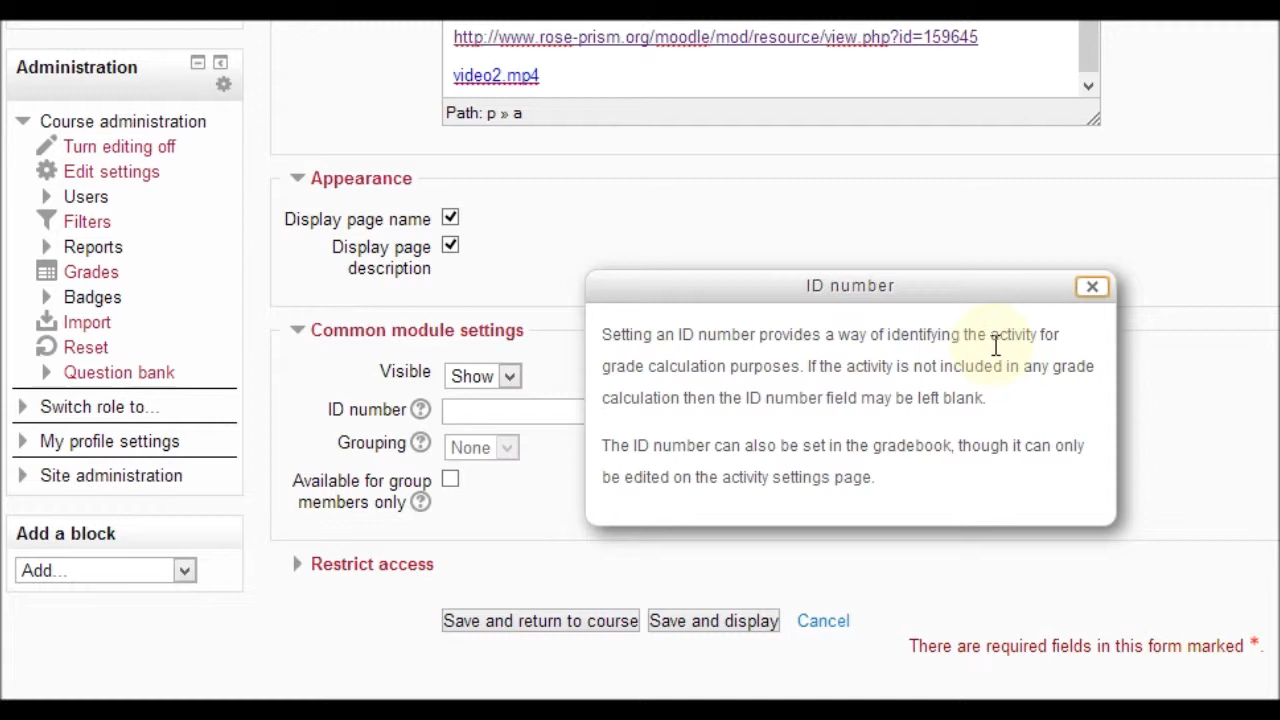 Administration
Course administration
Turn editing off
Edit settings
Users
Filters
Reports
Grades
Badges
Import
Reset
Question bank
Switch role to...
My profile settings
Site administration
Add a block
Add...
http://www.rose-prism.org/moodle/mod/resource/view.php?id=159645
video2.mp4
Path: p » a
Appearance
Display page name
Display page
description
Common module settings
Visible
Show
ID number
Grouping
None
Available for group
members only
ID number
Setting an ID number provides a way of identifying the activity for
grade calculation purposes. If the activity is not included in any grade
calculation then the ID number field may be left blank.
The ID number can also be set in the gradebook, though it can only
be edited on the activity settings page.
Restrict access
Save and return to course
Save and display
Cancel
There are required fields in this form marked *.